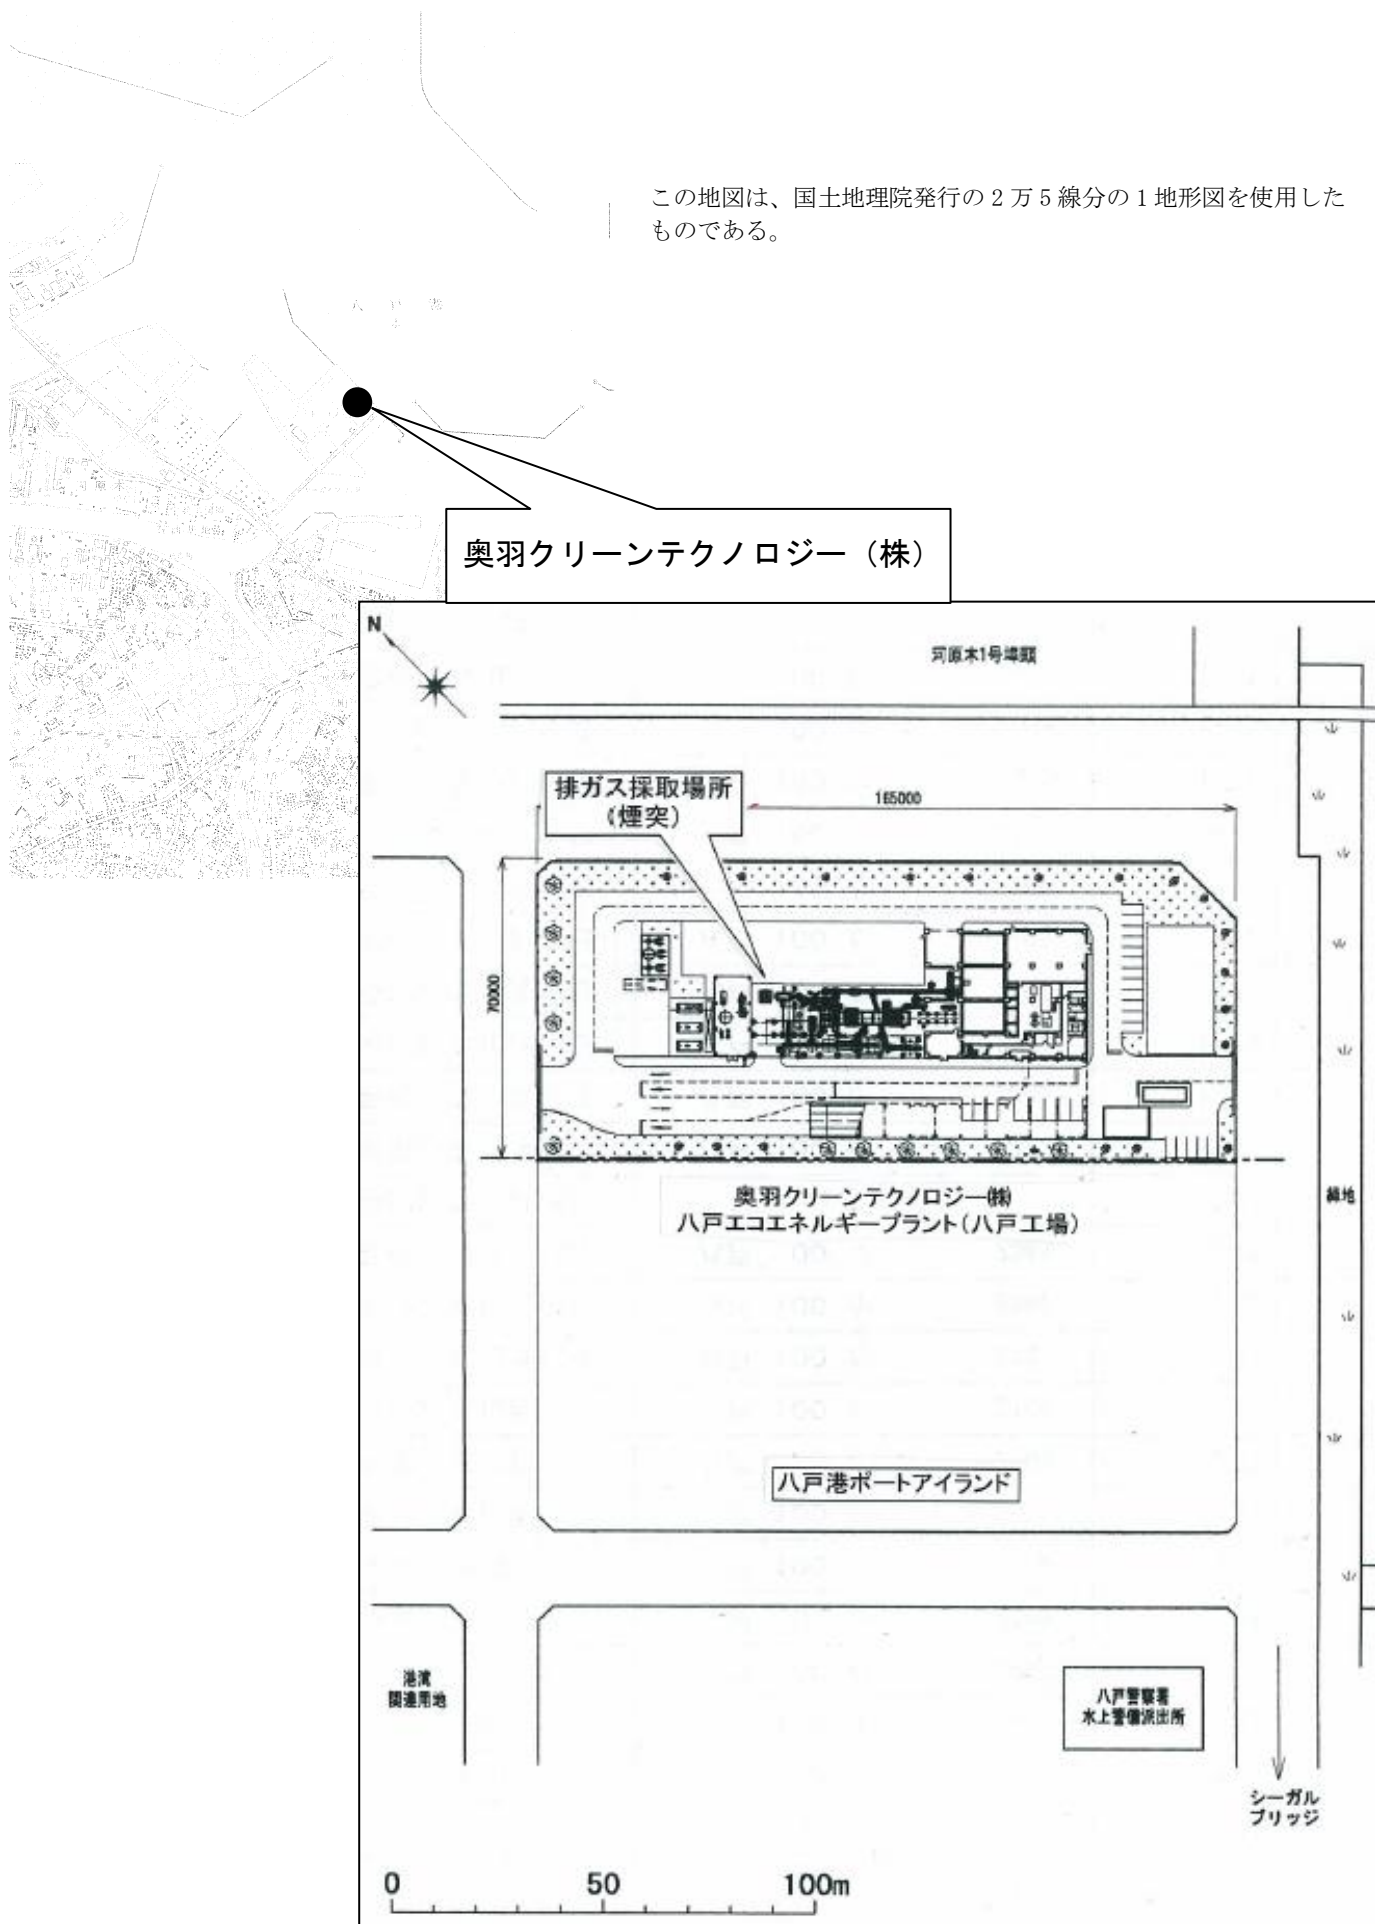 この地図は、国土地理院発行の２万５線分の１地形図を使用した
ものである。
八戸港
奥羽クリーンテクノロジー（株）
N
河原木1号埠頭
排ガス採取場所
(煙突)
165000
70000
奥羽クリーンテクノロジー㈱
八戸エコエネルギープラント(八戸工場)
緑地
八戸港ポートアイランド
港湾
関連用地
八戸警察署
水上警備派出所
シーガル
ブリッジ
0 50 100m